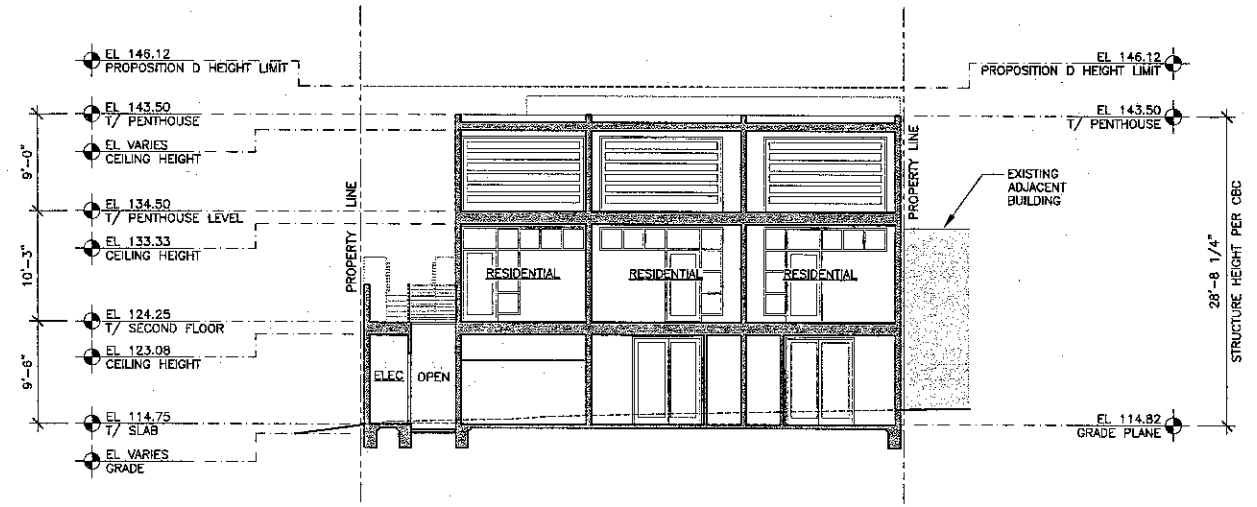 EL 146.12
PROPOSITION D HEIGHT LIMIT
EL 143.50
T/ PENTHOUSE
EL VARIES
CEILING HEIGHT
EL 134.50
T/ PENTHOUSE LEVEL
EL 133.33
CEILING HEIGHT
EL 124.25
T/ SECOND FLOOR
EL 123.08
CEILING HEIGHT
EL 114.75
T/ SLAB
EL VARIES
GRADE
9'-0"
10'-3"
9'-6"
PROPERTY LINE
RESIDENTIAL
RESIDENTIAL
RESIDENTIAL
ELEC
OPEN
PROPERTY LINE
EXISTING
ADJACENT
BUILDING
EL 146.12
PROPOSITION D HEIGHT LIMIT
EL 143.50
T/ PENTHOUSE
EL 114.82
GRADE PLANE
28'-8 1/4"
STRUCTURE HEIGHT PER CBC